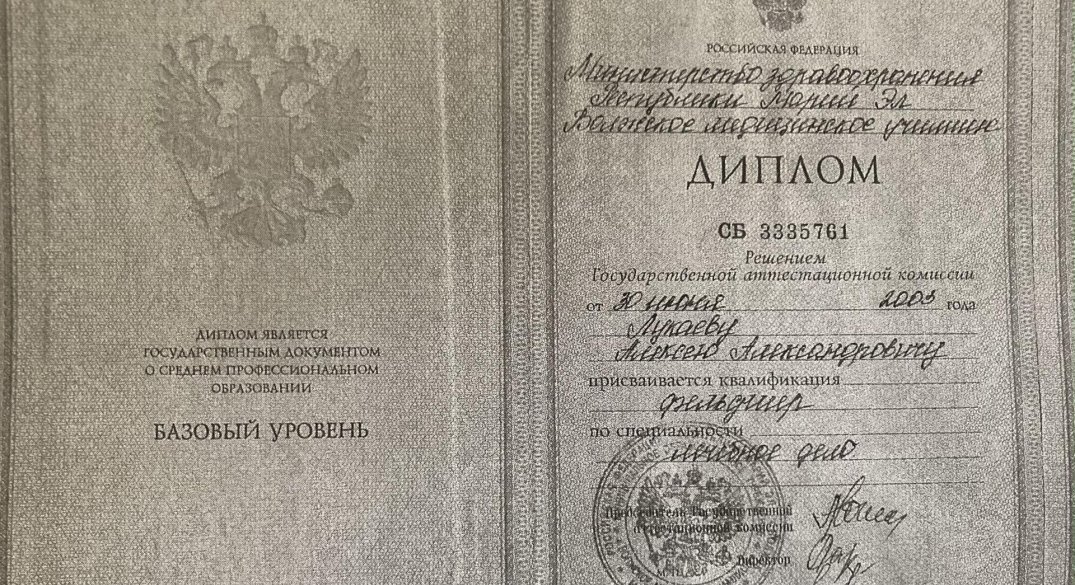 ДИПЛОМ ЯВЛЯЕТСЯ
ГОСУДАРСТВЕННЫМ ДОКУМЕНТОМ
О СРЕДНЕМ ПРОФЕССИОНАЛЬНОМ
ОБРАЗОВАНИИ
БАЗОВЫЙ УРОВЕНЬ
РОССИЙСКАЯ ФЕДЕРАЦИЯ
Министерство здравоохранения
Республики Марий Эл
Волжское медицинское училище
ДИПЛОМ
СБ 3335761
Решением
Государственной аттестационной комиссии
от 30 июня 2003 года
Лукаеву
Алексею Александровичу
присваивается квалификация
фельдшер
по специальности
лечебное дело
Председатель Государственной
аттестационной комиссии
Директор